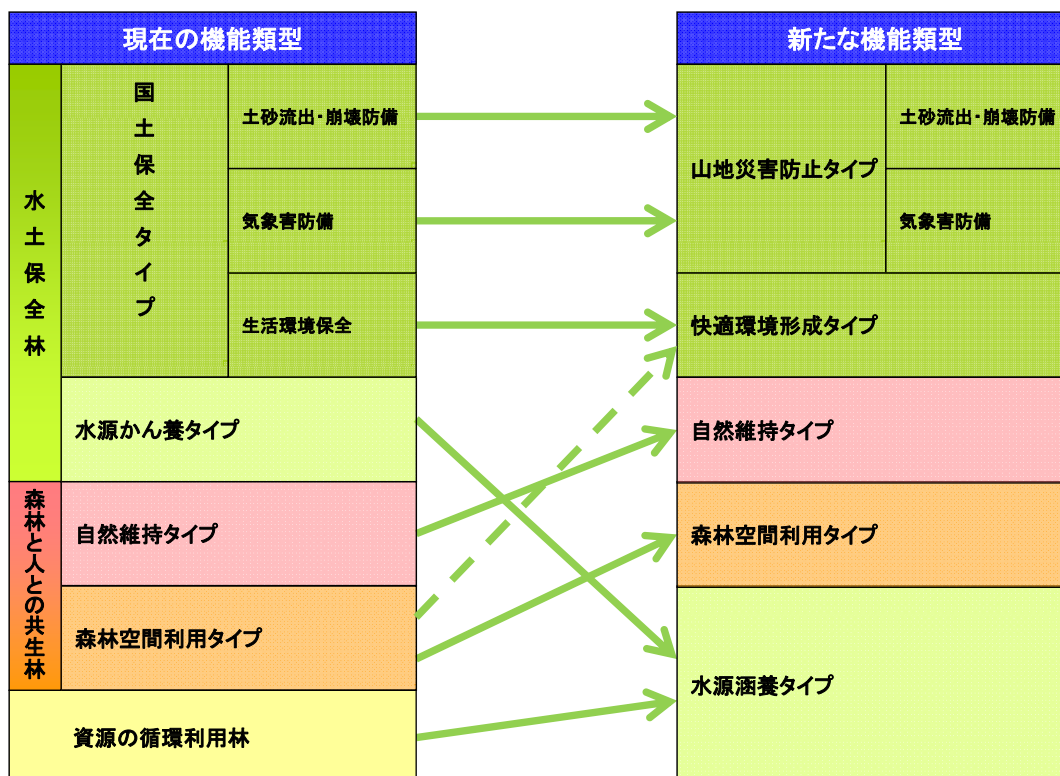 現在の機能類型
水土保全林
国土保全タイプ
土砂流出・崩壊防備
気象害防備
生活環境保全
水源かん養タイプ
森林と人との共生林
自然維持タイプ
森林空間利用タイプ
資源の循環利用林
新たな機能類型
山地災害防止タイプ
土砂流出・崩壊防備
気象害防備
快適環境形成タイプ
自然維持タイプ
森林空間利用タイプ
水源涵養タイプ